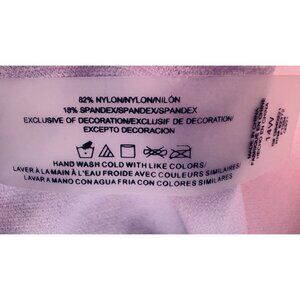 82% NYLON/NYLON/NILÓN
18% SPANDEX/SPANDEX/SPANDEX
EXCLUSIVE OF DECORATION/EXCLUSIF DE DECORATION/
EXCEPTO DECORACION
HAND WASH COLD WITH LIKE COLORS/
LAVER À LA MAIN À L'EAU FROIDE AVEC COULEURS SIMILAIRES
LAVAR A MANO CON AGUA FRIA CON COLORES SIMILARES
14W